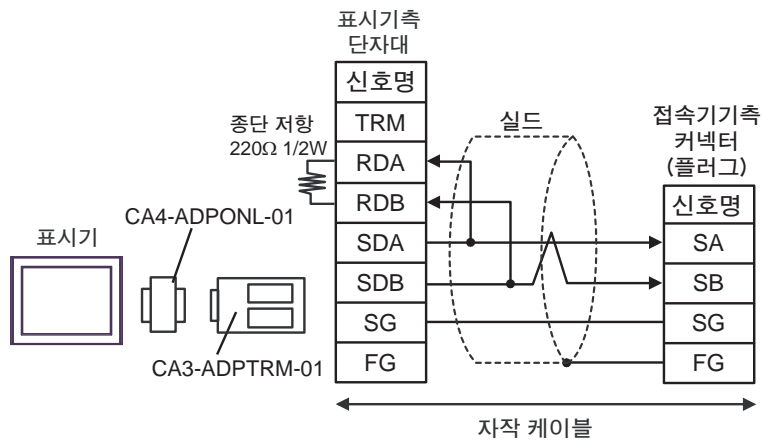 표시기측
단자대
신호명
TRM
RDA
RDB
SDA
SDB
SG
FG
종단 저항
220Ω 1/2W
실드
접속기기측
커넥터
(플러그)
신호명
SA
SB
SG
FG
표시기
CA4-ADPONL-01
CA3-ADPTRM-01
자작 케이블